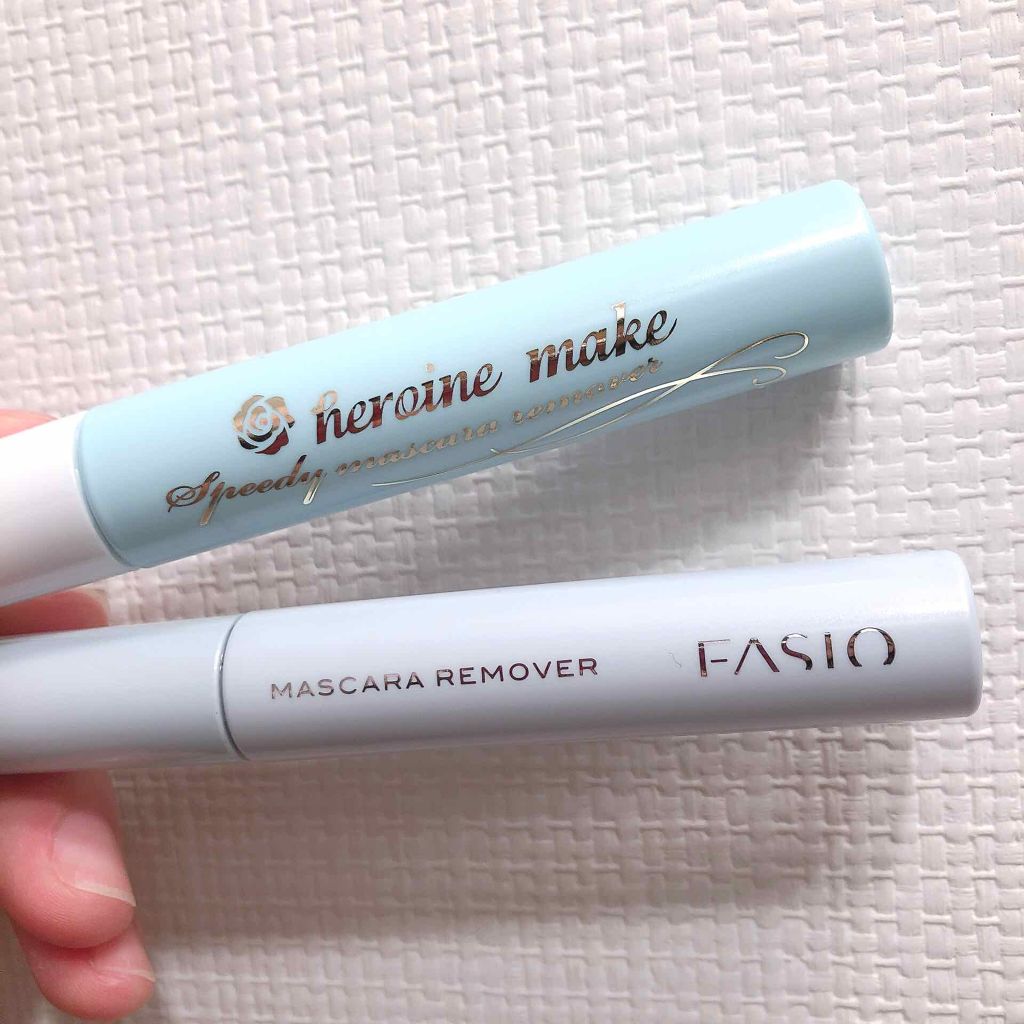 heroine make
Speedy mascara remover
MASCARA REMOVER
FASIO